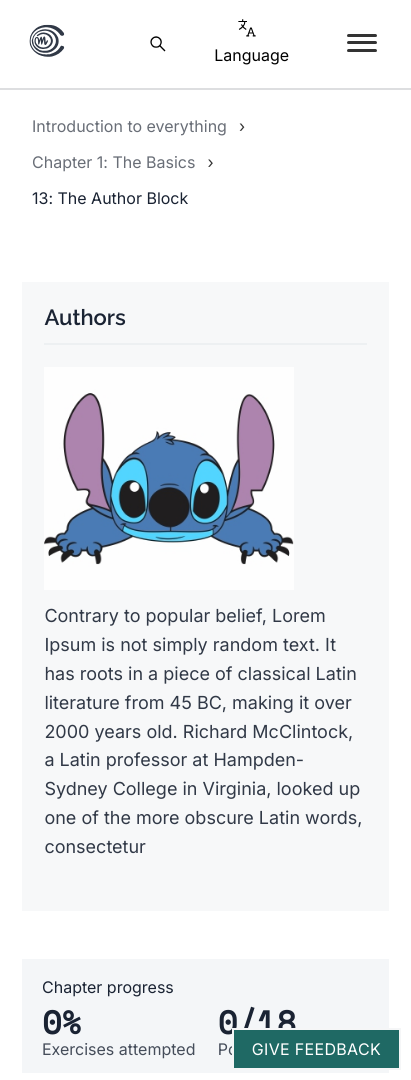 Language
Introduction to everything ›
Chapter 1: The Basics ›
13: The Author Block
Authors
Contrary to popular belief, Lorem
Ipsum is not simply random text. It
has roots in a piece of classical Latin
literature from 45 BC, making it over
2000 years old. Richard McClintock,
a Latin professor at Hampden-
Sydney College in Virginia, looked up
one of the more obscure Latin words,
consectetur
Chapter progress
0% 0/18
Exercises attempted
GIVE FEEDBACK